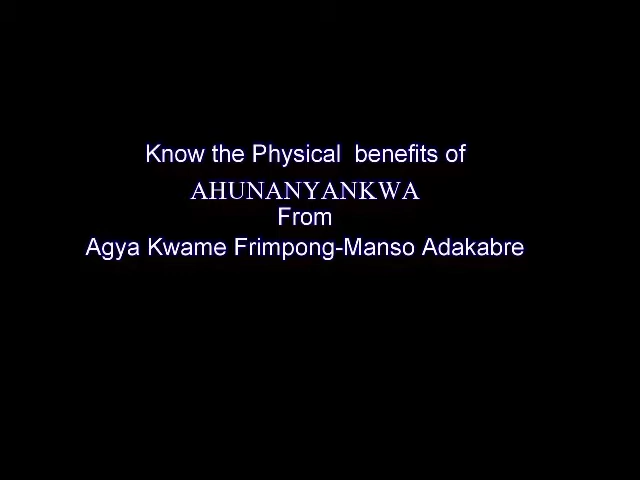 Know the Physical  benefits of
AHUNANYANKWA
From
Agya Kwame Frimpong-Manso Adakabre